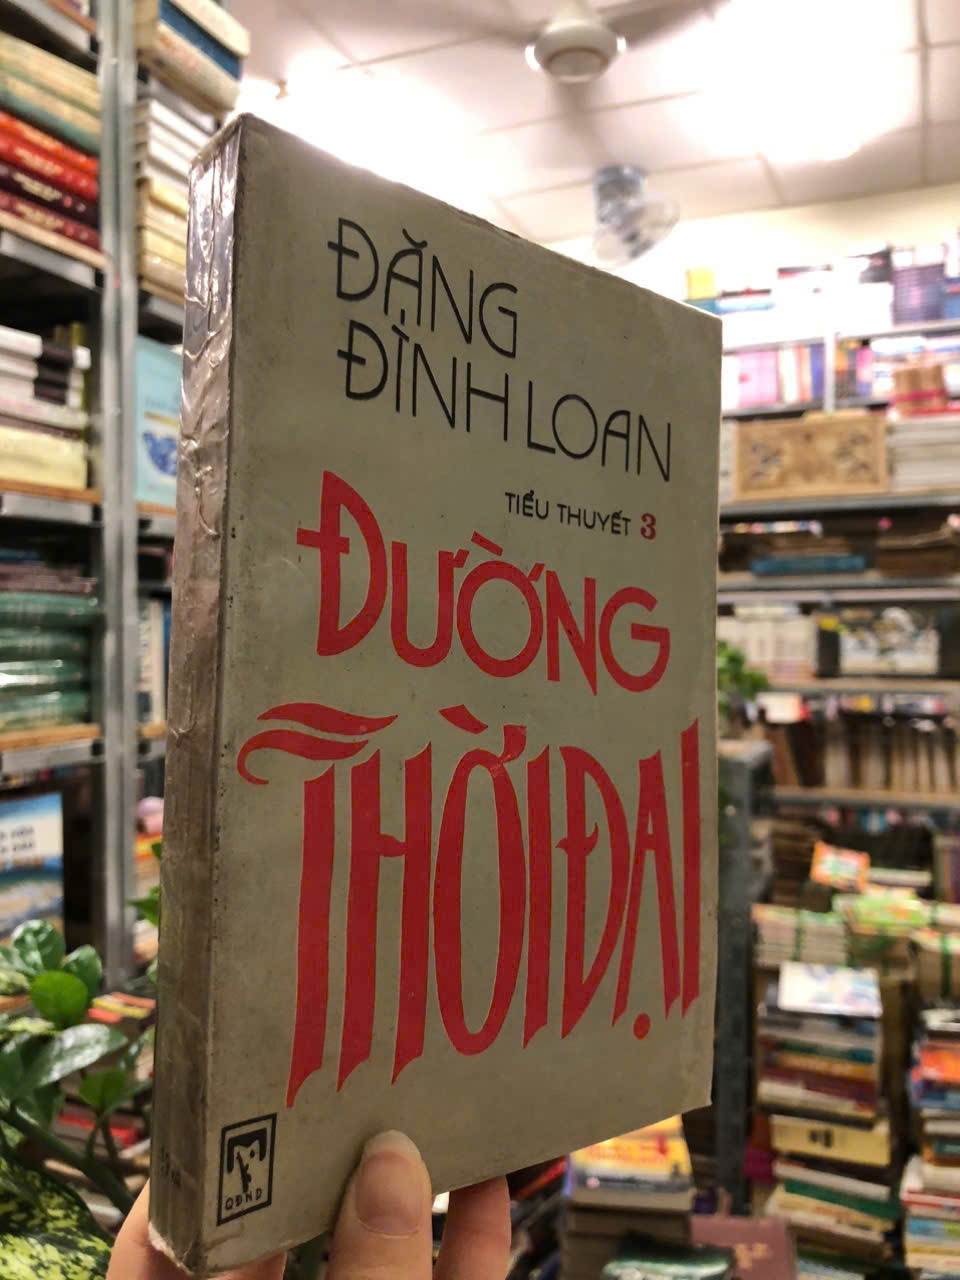 ĐẶNG
ĐÌNH LOAN
TIỂU THUYẾT 3
ĐƯỜNG
THỜI ĐẠI
QĐND